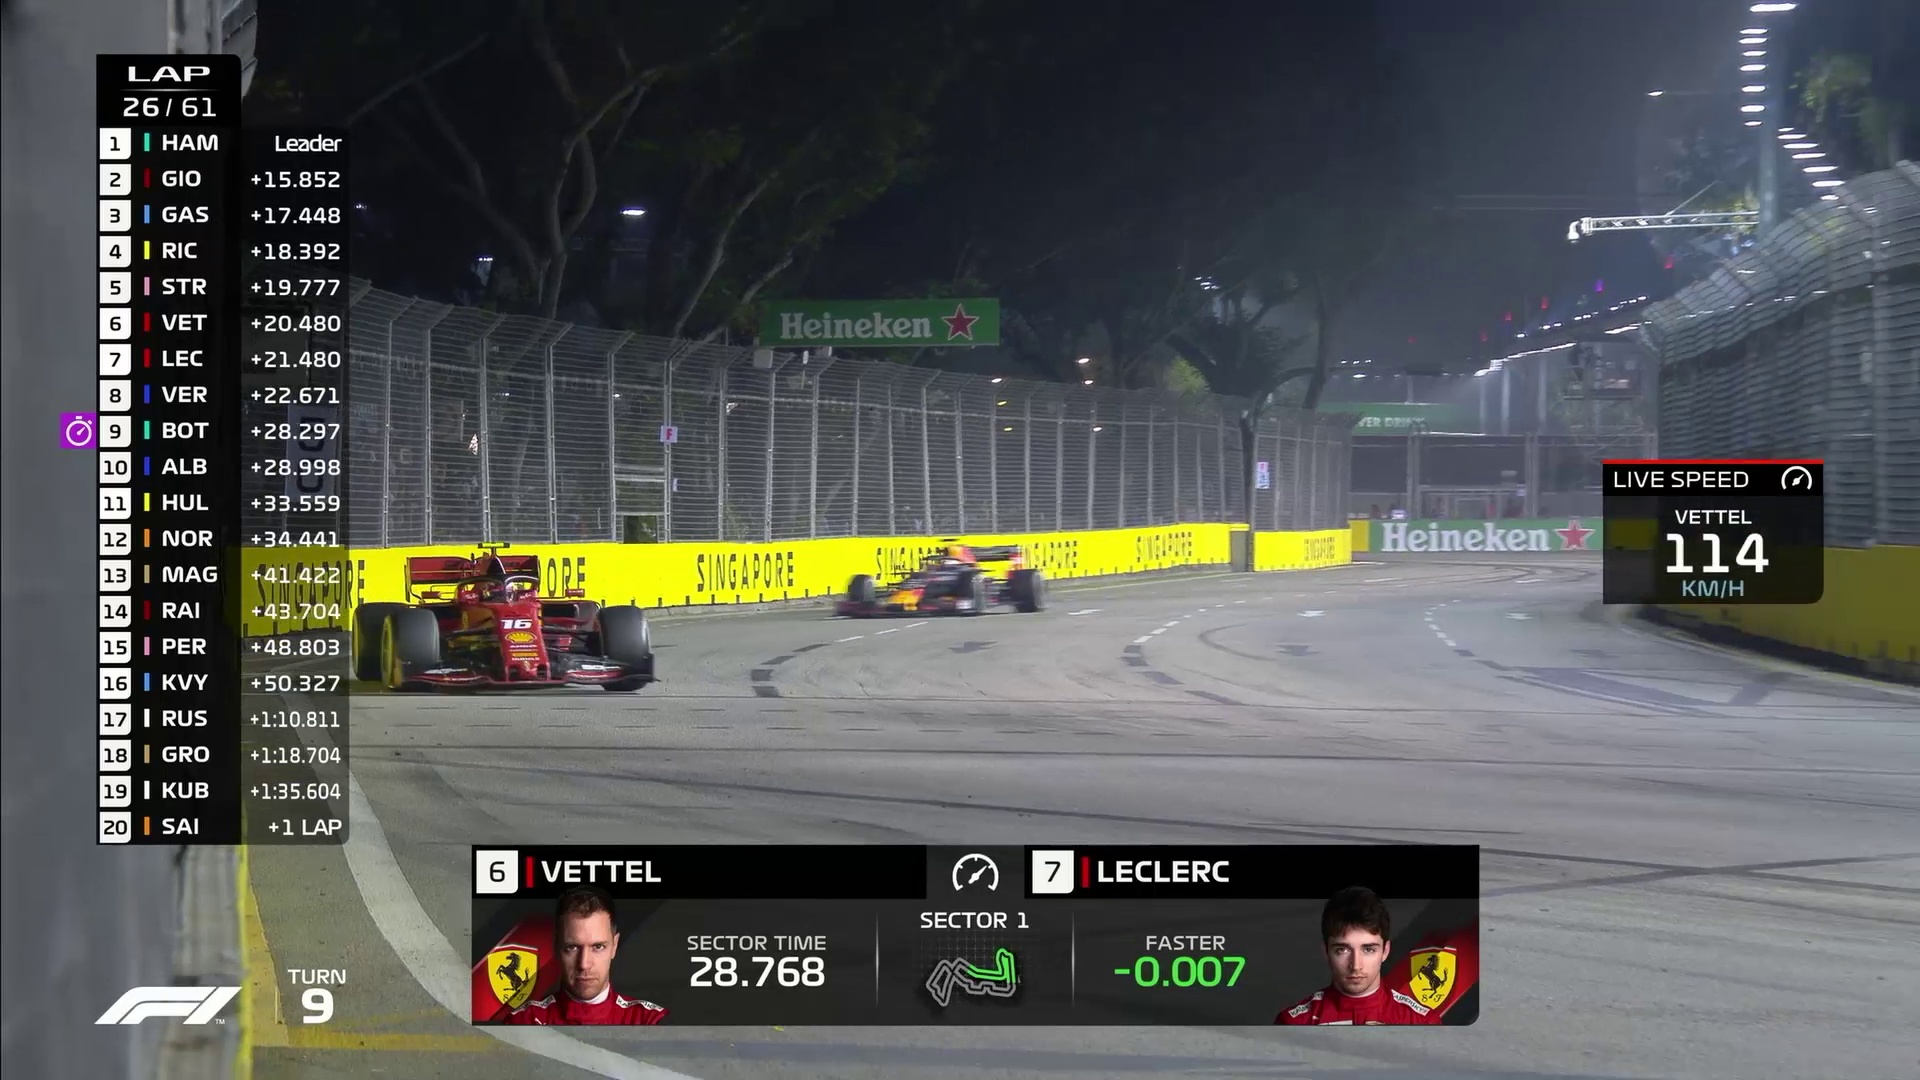 LAP
26/61
1 HAM Leader
2 GIO +15.852
3 GAS +17.448
4 RIC +18.392
5 STR +19.777
6 VET +20.480
7 LEC +21.480
8 VER +22.671
9 BOT +28.297
10 ALB +28.998
11 HUL +33.559
12 NOR +34.441
13 MAG +41.422
14 RAI +43.704
15 PER +48.803
16 KVY +50.327
17 RUS +1:10.811
18 GRO +1:18.704
19 KUB +1:35.604
20 SAI +1 LAP
Heineken
Heineken
SINGAPORE
SINGAPORE
SINGAPORE
SINGAPORE
16
LIVE SPEED
VETTEL
114
KM/H
6 VETTEL
SECTOR TIME
28.768
SECTOR 1
7 LECLERC
FASTER
-0.007
F1
TURN
9